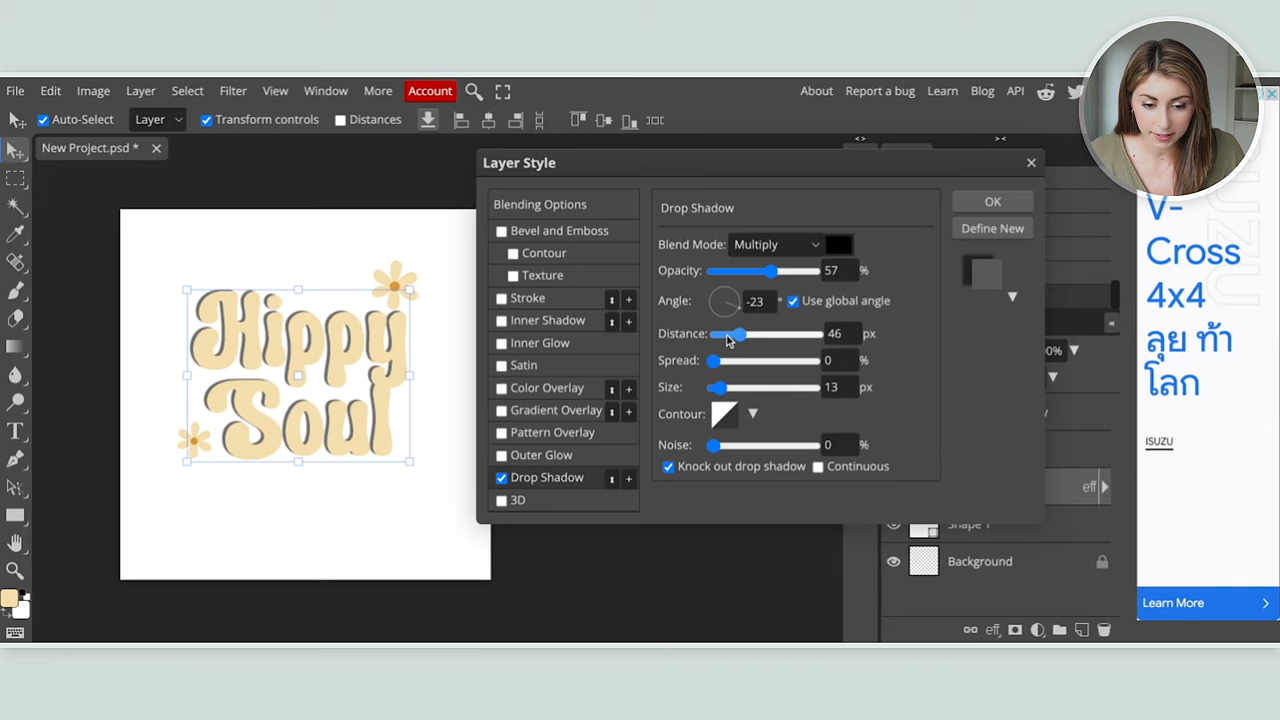 File Edit Image Layer Select Filter View Window More Account About Report a bug Learn Blog API
Auto-Select Layer Transform controls Distances
New Project.psd *
Layer Style
Blending Options
Bevel and Emboss
Contour
Texture
Stroke
Inner Shadow
Inner Glow
Satin
Color Overlay
Gradient Overlay
Pattern Overlay
Outer Glow
Drop Shadow
3D
Drop Shadow
Blend Mode: Multiply
Opacity: 57 %
Angle: -23 ° Use global angle
Distance: 46 px
Spread: 0 %
Size: 13 px
Contour:
Noise: 0 %
Knock out drop shadow Continuous
OK
Define New
Hippy
Soul
0%
eff
Shape 1
Background
eff
V-
Cross
4x4
ลุย ท้า
โลก
ISUZU
Learn More